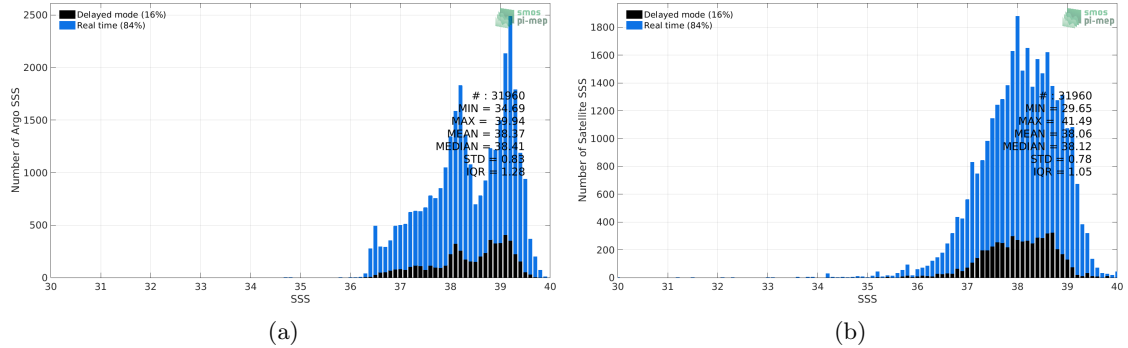 Delayed mode (16%)
Real time (84%)
smos
pi-mep
2500
2000
1500
1000
500
0
Number of Argo SSS
# : 31960
MIN = 34.69
MAX = 39.94
MEAN = 38.37
MEDIAN = 38.41
STD = 0.83
IQR = 1.28
30 31 32 33 34 35 36 37 38 39 40
SSS
(a)
Delayed mode (16%)
Real time (84%)
smos
pi-mep
1800
1600
1400
1200
1000
800
600
400
200
0
Number of Satellite SSS
# : 31960
MIN = 29.65
MAX = 41.49
MEAN = 38.06
MEDIAN = 38.12
STD = 0.78
IQR = 1.05
30 31 32 33 34 35 36 37 38 39 40
SSS
(b)